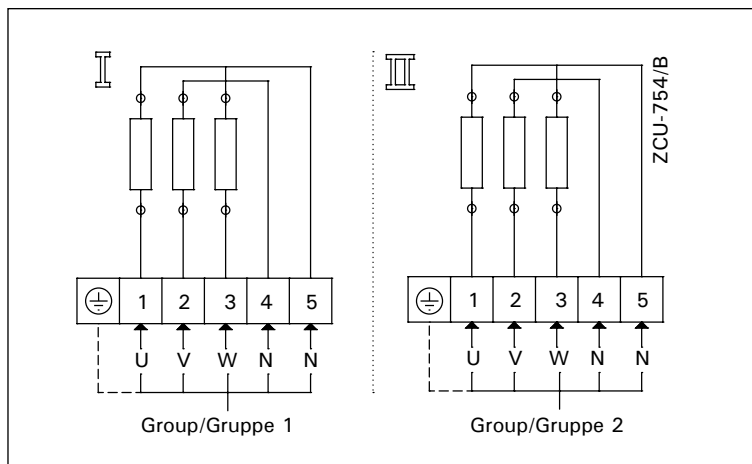 I
II
ZCU-754/B
1 2 3 4 5
U V W N N
Group/Gruppe 1
1 2 3 4 5
U V W N N
Group/Gruppe 2